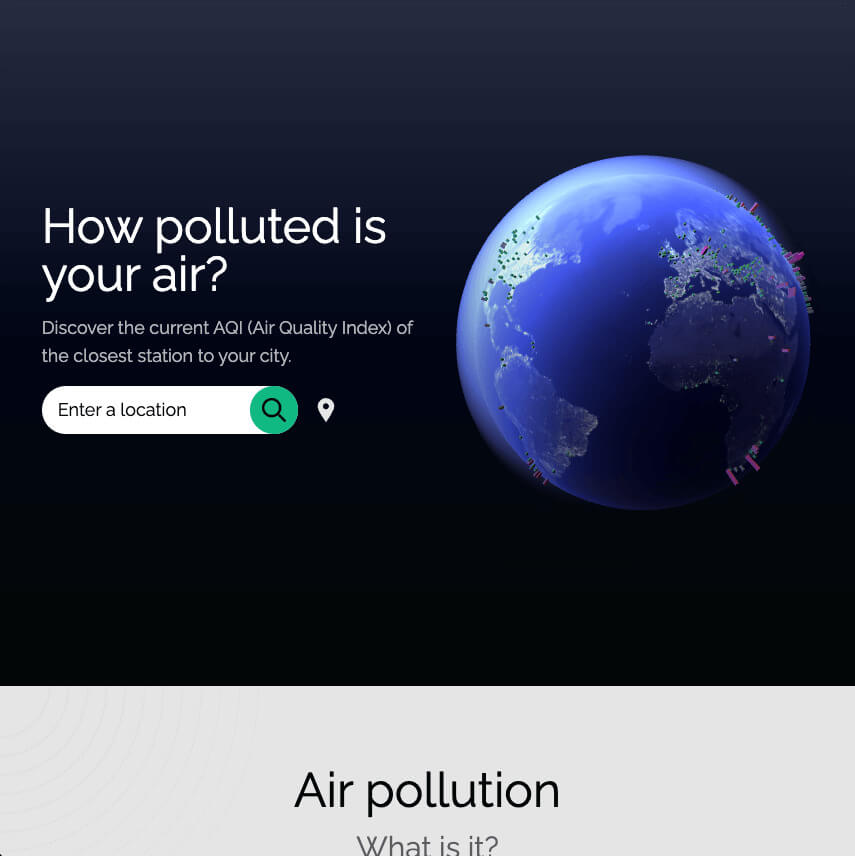 How polluted is
your air?
Discover the current AQI (Air Quality Index) of
the closest station to your city.
Enter a location
Air pollution
What is it?